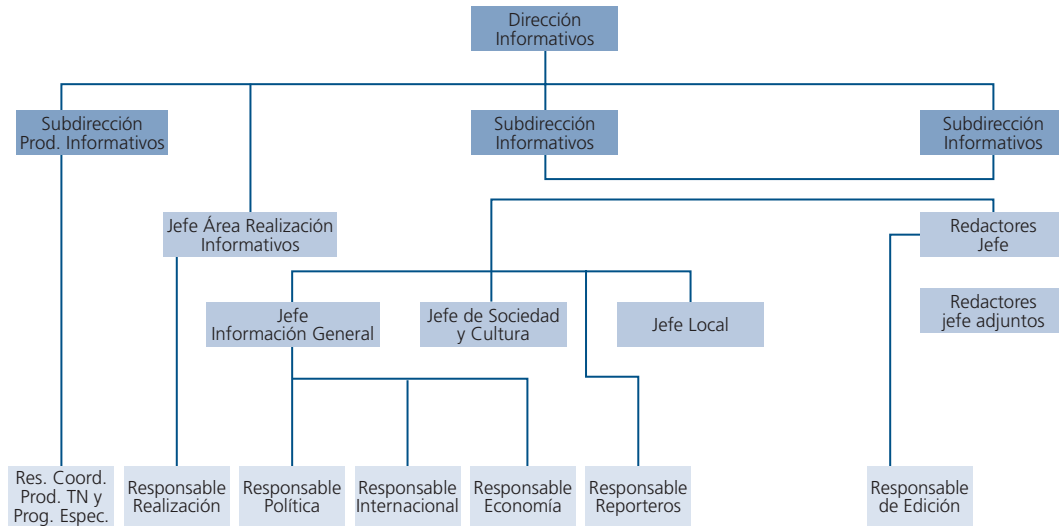 Dirección
Informativos
Subdirección
Prod. Informativos
Subdirección
Informativos
Subdirección
Informativos
Jefe Área Realización
Informativos
Redactores
Jefe
Jefe
Información General
Jefe de Sociedad
y Cultura
Jefe Local
Redactores
jefe adjuntos
Res. Coord.
Prod. TN y
Prog. Espec.
Responsable
Realización
Responsable
Política
Responsable
Internacional
Responsable
Economía
Responsable
Reporteros
Responsable
de Edición